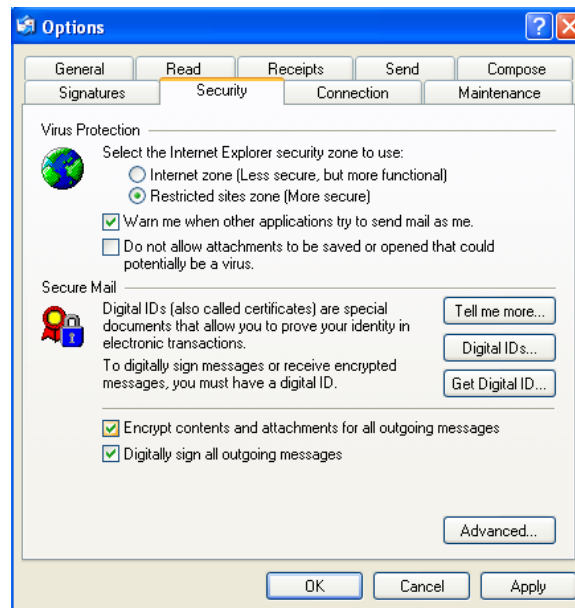 Options
General
Read
Receipts
Send
Compose
Signatures
Security
Connection
Maintenance
Virus Protection
Select the Internet Explorer security zone to use:
Internet zone (Less secure, but more functional)
Restricted sites zone (More secure)
Warn me when other applications try to send mail as me.
Do not allow attachments to be saved or opened that could
potentially be a virus.
Secure Mail
Digital IDs (also called certificates) are special
documents that allow you to prove your identity in
electronic transactions.
Tell me more...
Digital IDs...
To digitally sign messages or receive encrypted
messages, you must have a digital ID.
Get Digital ID...
Encrypt contents and attachments for all outgoing messages
Digitally sign all outgoing messages
Advanced...
OK
Cancel
Apply